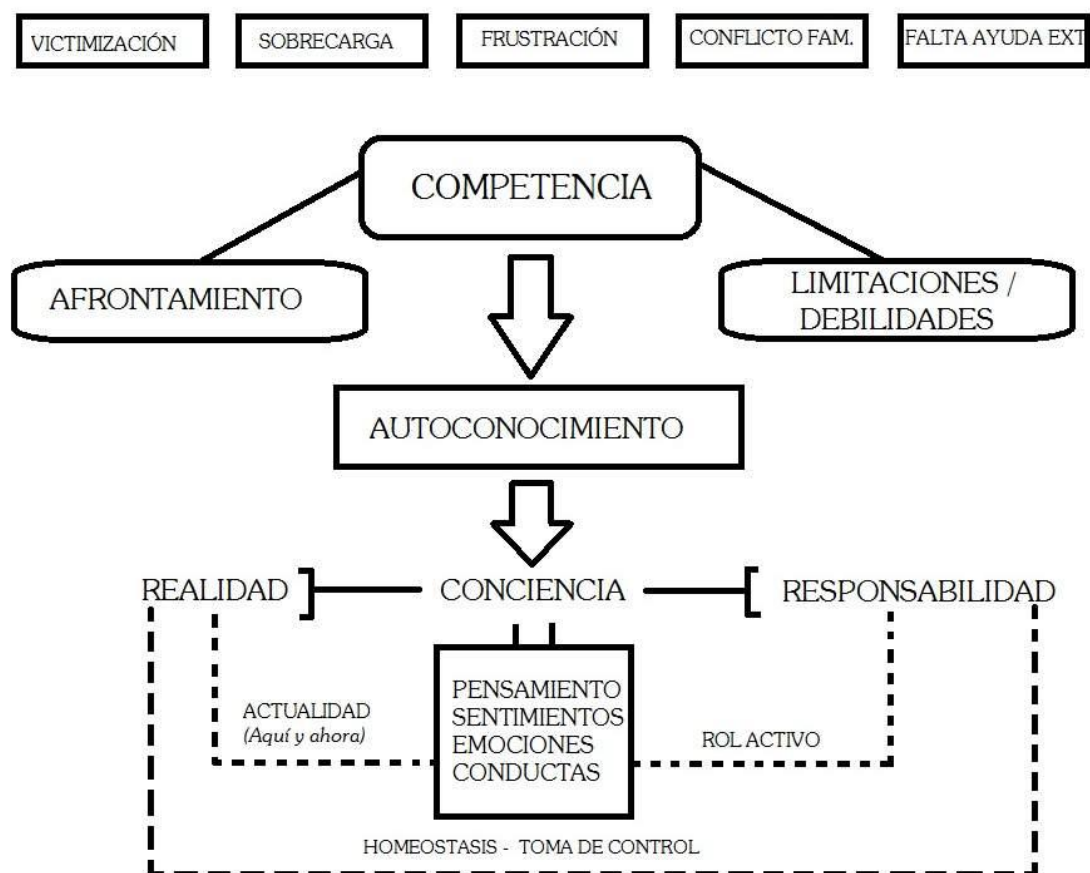 VICTIMIZACIÓN
SOBRECARGA
FRUSTRACIÓN
CONFLICTO FAM.
FALTA AYUDA EXT
COMPETENCIA
AFRONTAMIENTO
LIMITACIONES /
DEBILIDADES
AUTOCONOCIMIENTO
REALIDAD
CONCIENCIA
RESPONSABILIDAD
ACTUALIDAD
(Aquí y ahora)
PENSAMIENTO
SENTIMIENTOS
EMOCIONES
CONDUCTAS
ROL ACTIVO
HOMEOSTASIS - TOMA DE CONTROL